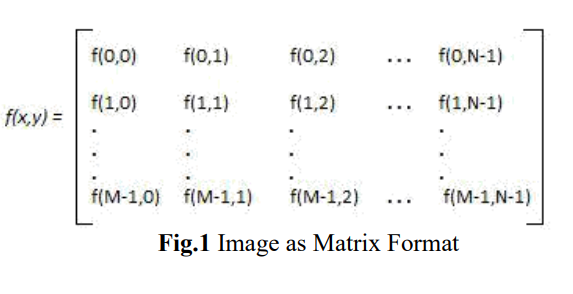 f(0,0) f(0,1) f(0,2) ... f(0,N-1)
f(x,y) = f(1,0) f(1,1) f(1,2) ... f(1,N-1)
. . . .
. . . .
. . . .
f(M-1,0) f(M-1,1) f(M-1,2) ... f(M-1,N-1)
Fig.1 Image as Matrix Format